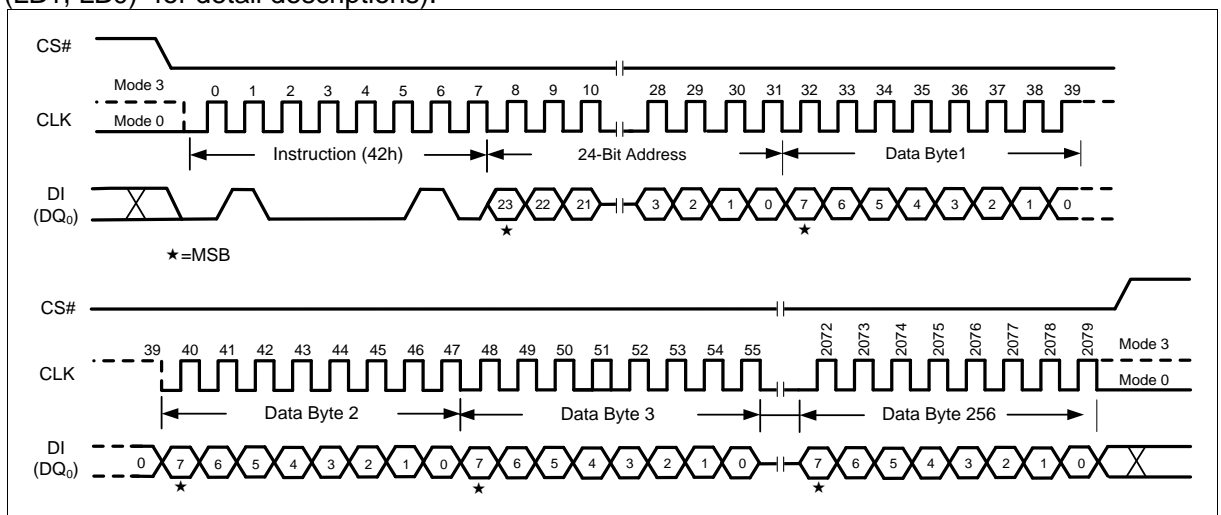 (LB1, LB0)" for detail descriptions).
CS#
Mode 3
0 1 2 3 4 5 6 7 8 9 10 28 29 30 31 32 33 34 35 36 37 38 39
CLK
Mode 0
Instruction (42h) 24-Bit Address Data Byte1
DI
(DQ0)
23 22 21 3 2 1 0 7 6 5 4 3 2 1 0
★ ★
★=MSB
CS#
39 40 41 42 43 44 45 46 47 48 49 50 51 52 53 54 55 2072 2073 2074 2075 2076 2077 2078 2079
Mode 3
CLK
Mode 0
Data Byte 2 Data Byte 3 Data Byte 256
DI
(DQ0)
0 7 6 5 4 3 2 1 0 7 6 5 4 3 2 1 0 7 6 5 4 3 2 1 0
★ ★ ★